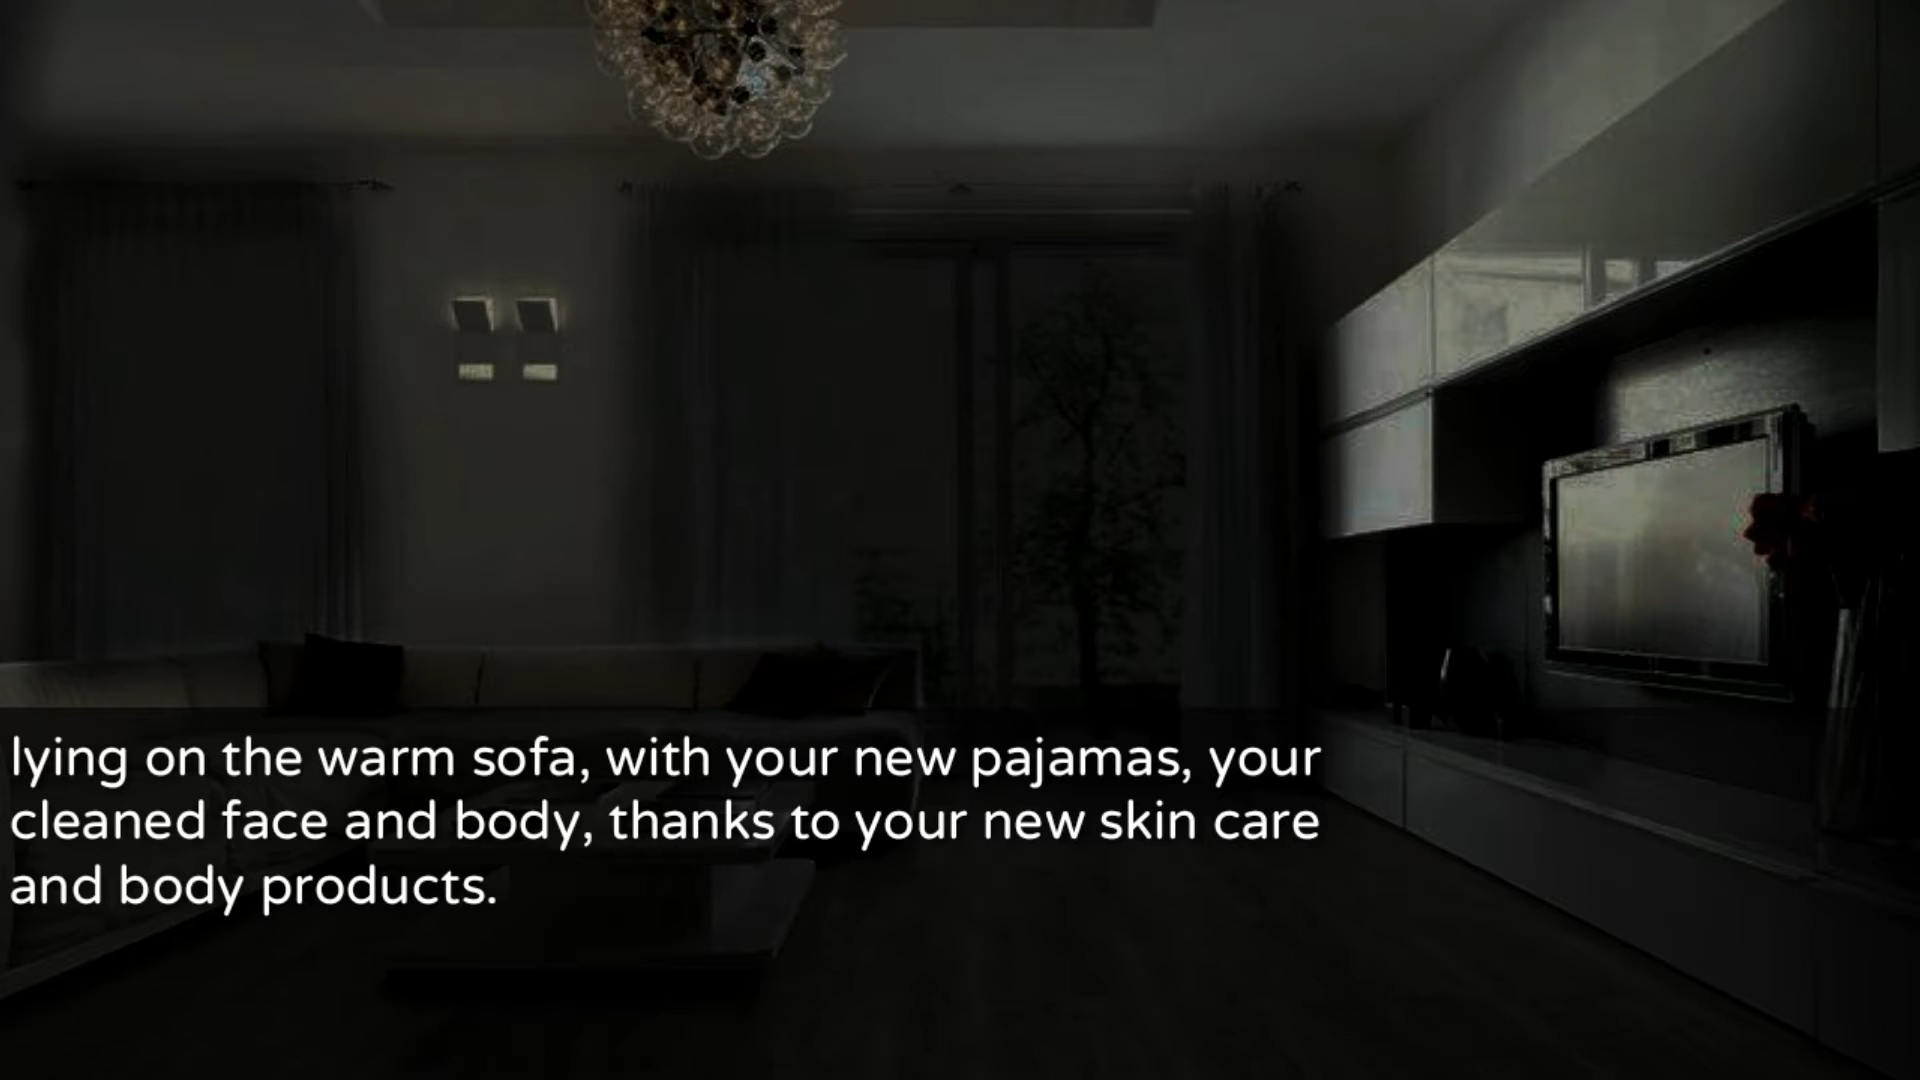 lying on the warm sofa, with your new pajamas, your
cleaned face and body, thanks to your new skin care
and body products.